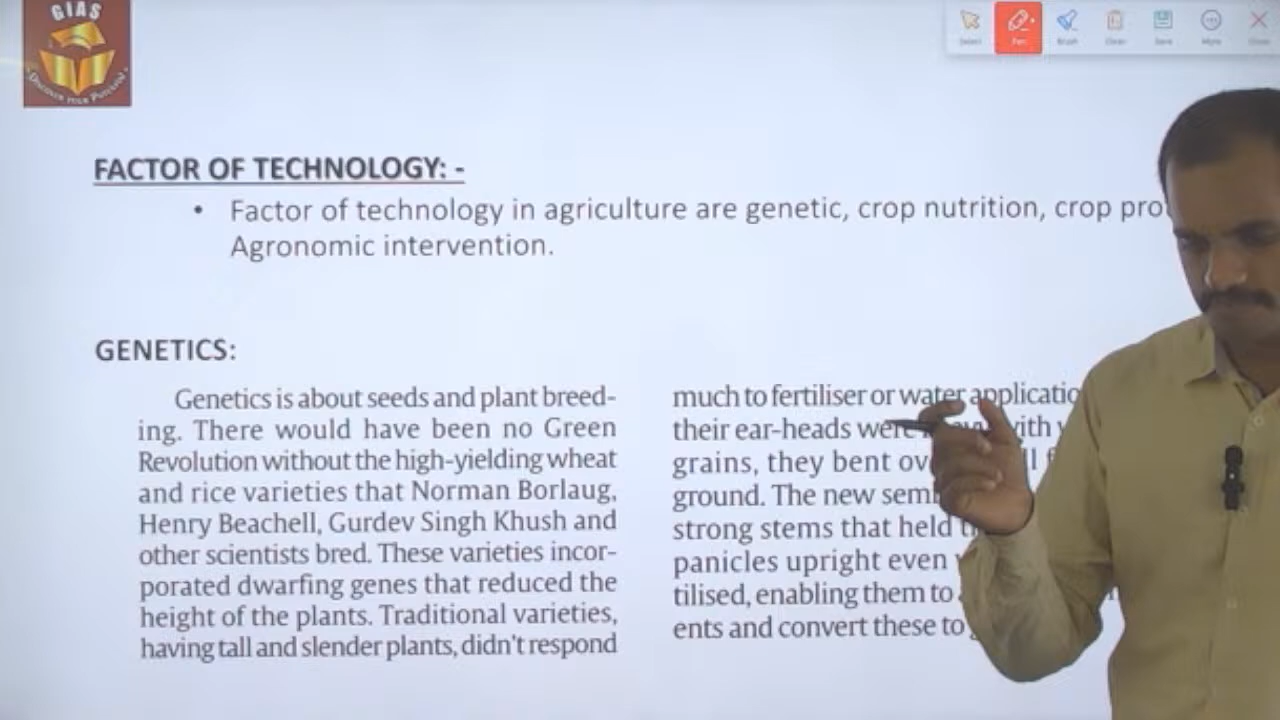 GIAS
DISCOVER YOUR POTENTIAL
Select
Pen
Brush
Clear
Save
More
Close
FACTOR OF TECHNOLOGY: -
• Factor of technology in agriculture are genetic, crop nutrition, crop
Agronomic intervention.
GENETICS:
Genetics is about seeds and plant breed-
ing. There would have been no Green
Revolution without the high-yielding wheat
and rice varieties that Norman Borlaug,
Henry Beachell, Gurdev Singh Khush and
other scientists bred. These varieties incor-
porated dwarfing genes that reduced the
height of the plants. Traditional varieties,
having tall and slender plants, didn't respond
much to fertiliser or water
their ear-heads were
grains, they bent
ground. The new
strong stems that held
panicles upright even
tilised, enabling them to
ents and convert these to